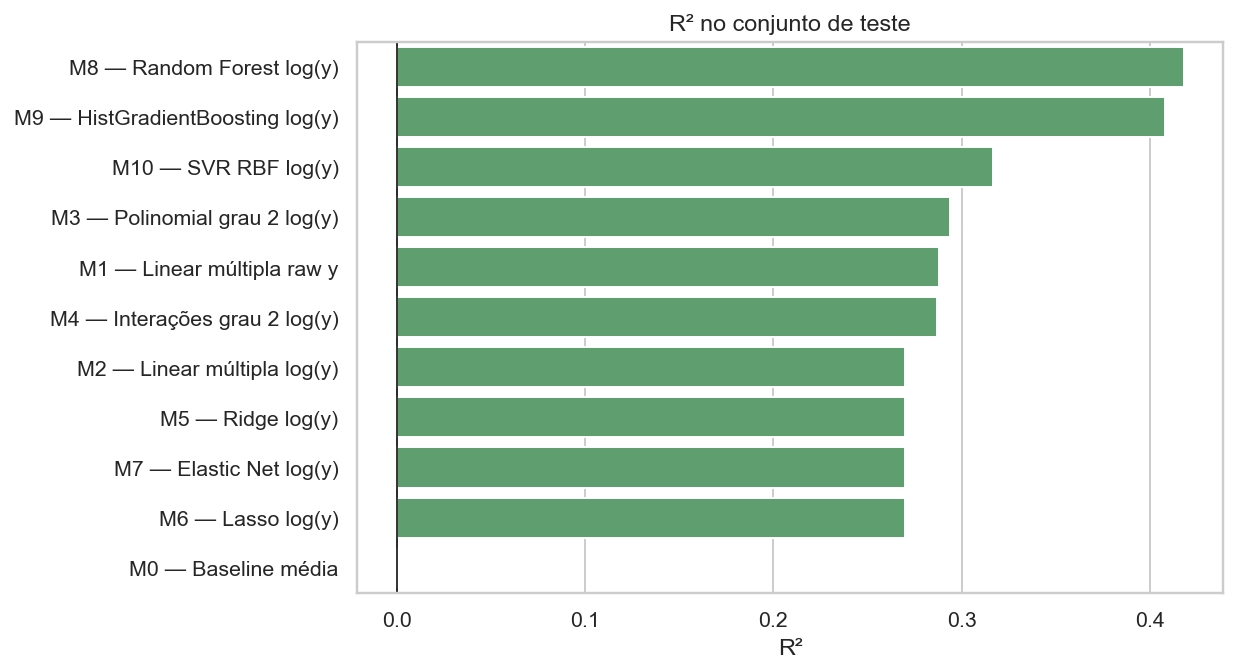 R² no conjunto de teste
M8 — Random Forest log(y)
M9 — HistGradientBoosting log(y)
M10 — SVR RBF log(y)
M3 — Polinomial grau 2 log(y)
M1 — Linear múltipla raw y
M4 — Interações grau 2 log(y)
M2 — Linear múltipla log(y)
M5 — Ridge log(y)
M7 — Elastic Net log(y)
M6 — Lasso log(y)
M0 — Baseline média
0.0 0.1 0.2 0.3 0.4
R²